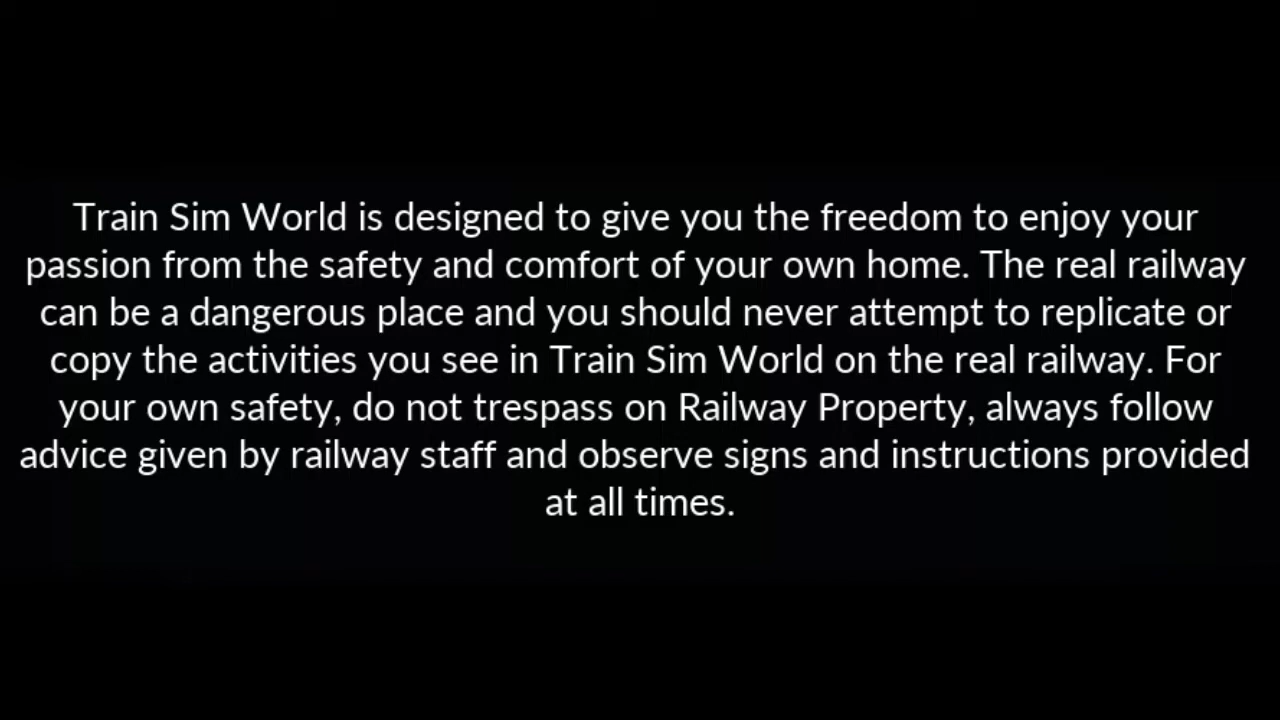 Train Sim World is designed to give you the freedom to enjoy your
passion from the safety and comfort of your own home. The real railway
can be a dangerous place and you should never attempt to replicate or
copy the activities you see in Train Sim World on the real railway. For
your own safety, do not trespass on Railway Property, always follow
advice given by railway staff and observe signs and instructions provided
at all times.